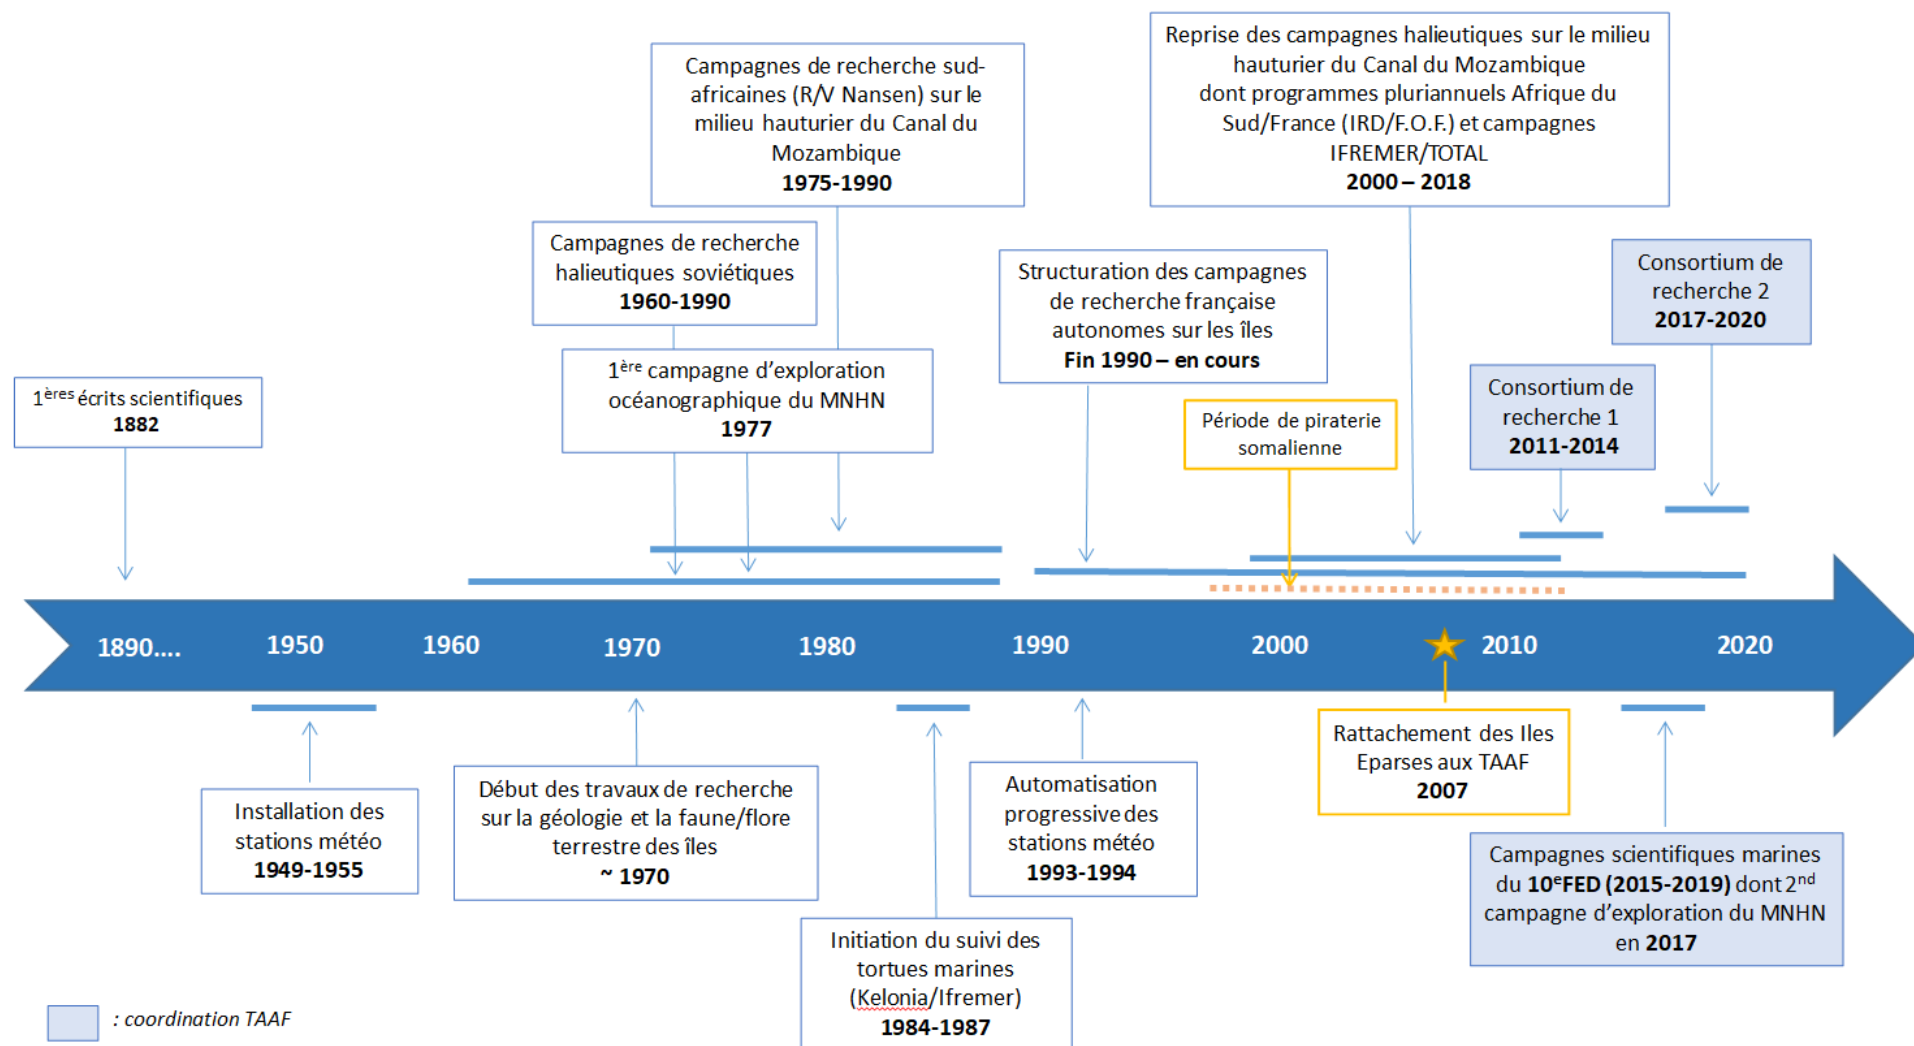 Campagnes de recherche sud-
africaines (R/V Nansen) sur le
milieu hauturier du Canal du
Mozambique
1975-1990
Reprise des campagnes halieutiques sur le milieu
hauturier du Canal du Mozambique
dont programmes pluriannuels Afrique du
Sud/France (IRD/F.O.F.) et campagnes
IFREMER/TOTAL
2000 – 2018
Campagnes de recherche
halieutiques soviétiques
1960-1990
Structuration des campagnes
de recherche française
autonomes sur les îles
Fin 1990 – en cours
Consortium de
recherche 2
2017-2020
1ères écrits scientifiques
1882
1ère campagne d’exploration
océanographique du MNHN
1977
Période de piraterie
somalienne
Consortium de
recherche 1
2011-2014
1890.... 1950 1960 1970 1980 1990 2000 2010 2020
Installation des
stations météo
1949-1955
Début des travaux de recherche
sur la géologie et la faune/flore
terrestre des îles
~ 1970
Initiation du suivi des
tortues marines
(Kelonia/Ifremer)
1984-1987
Automatisation
progressive des
stations météo
1993-1994
Rattachement des Iles
Eparses aux TAAF
2007
Campagnes scientifiques marines
du 10eFED (2015-2019) dont 2nd
campagne d’exploration du MNHN
en 2017
: coordination TAAF